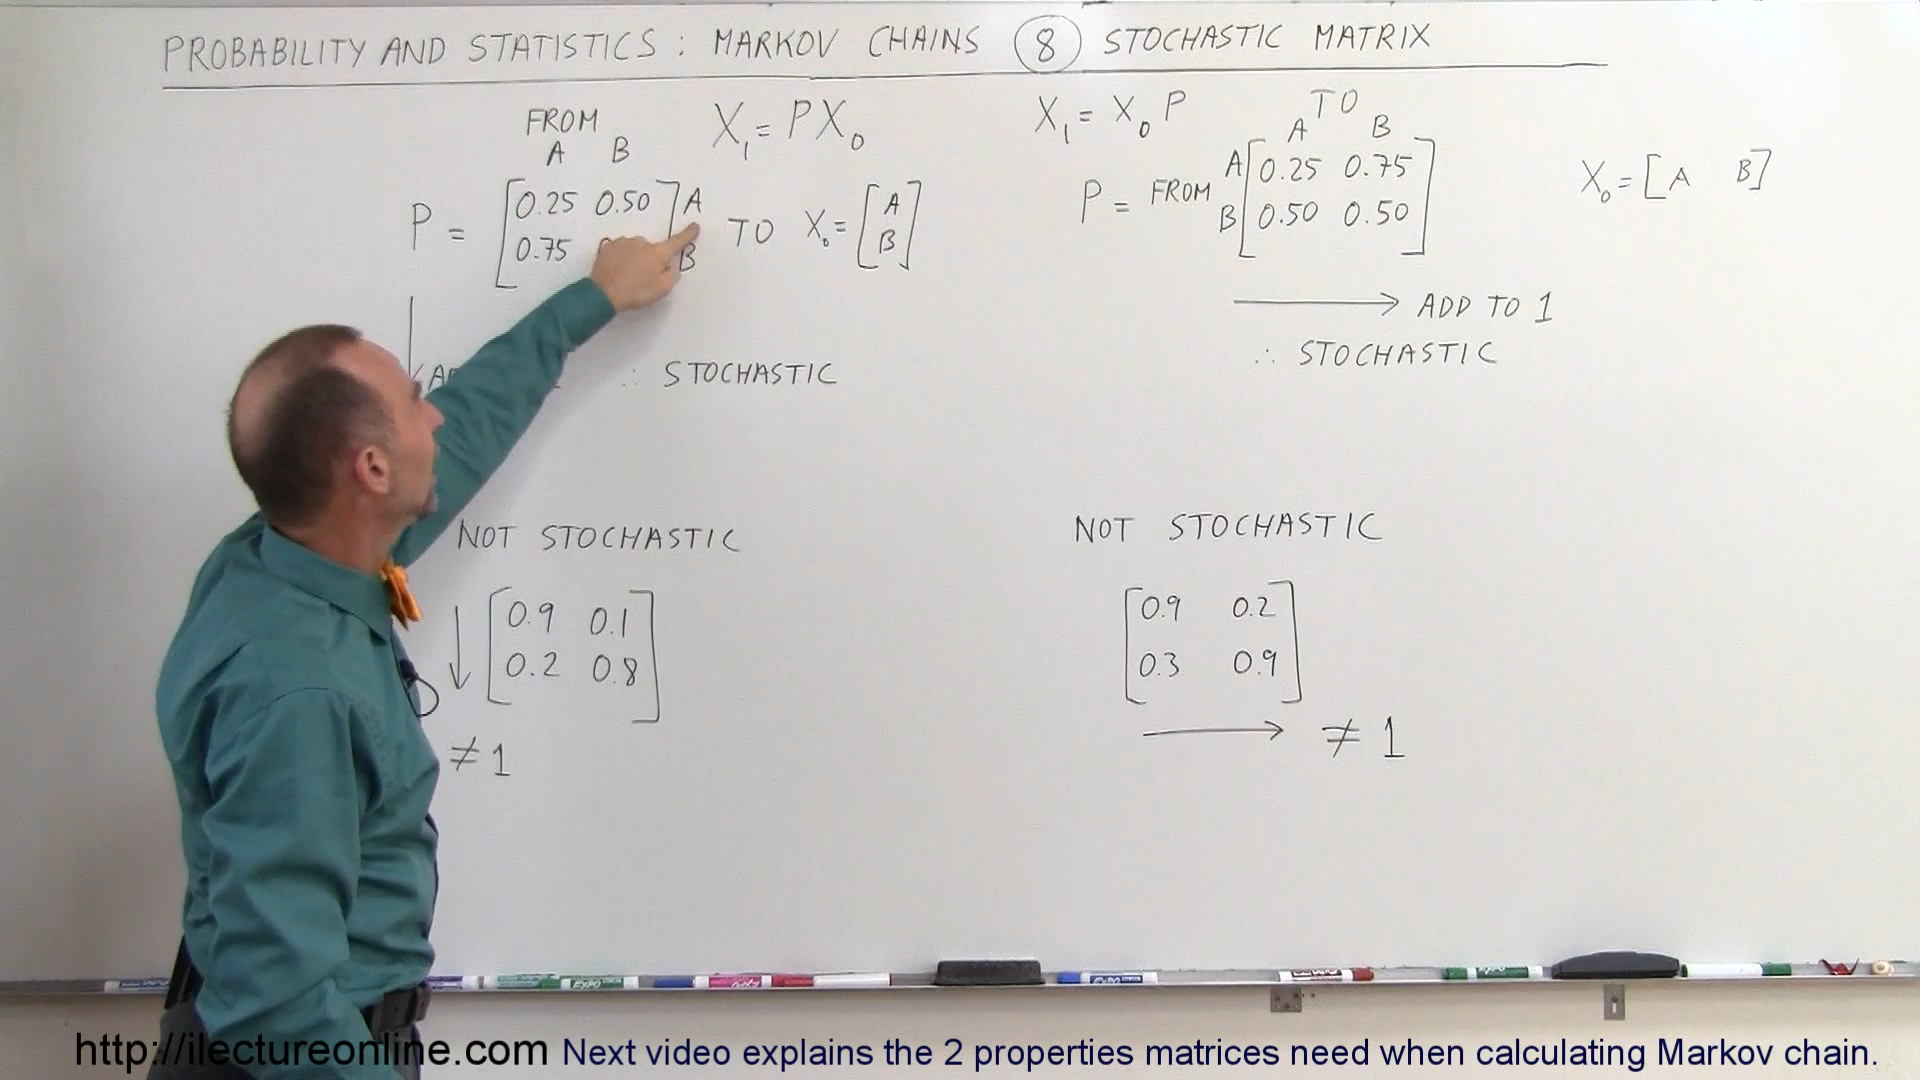 PROBABILITY AND STATISTICS : MARKOV CHAINS 8 STOCHASTIC MATRIX
FROM
A B
X₁ = P X₀
P = [0.25 0.50] A
0.75 B
TO X₀ = [A
B]
STOCHASTIC
NOT STOCHASTIC
0.9 0.1
0.2 0.8
≠ 1
X₁ = X₀ P
TO
A B
P = FROM A [0.25 0.75
B 0.50 0.50]
X₀ = [A B]
→ ADD TO 1
∴ STOCHASTIC
NOT STOCHASTIC
0.9 0.2
0.3 0.9
→ ≠ 1
EXPO
EXPO
http://ilectureonline.com Next video explains the 2 properties matrices need when calculating Markov chain.